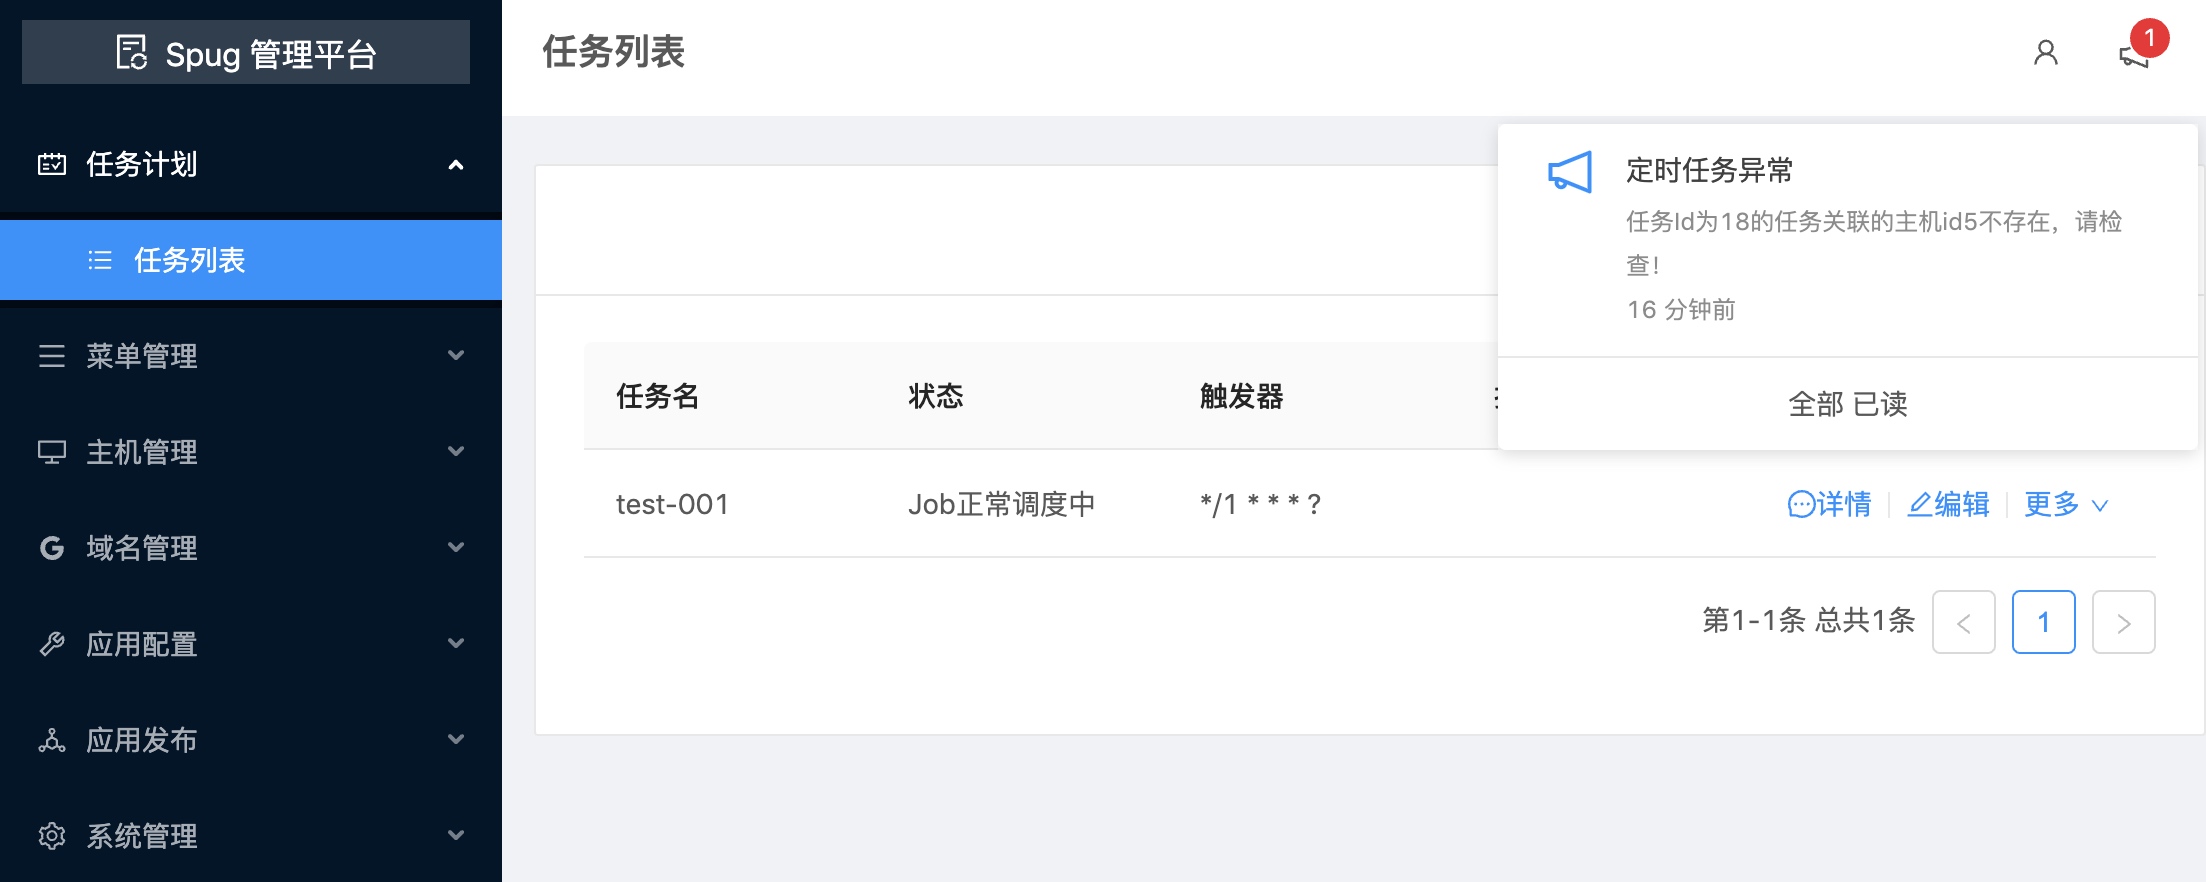 Spug 管理平台
任务列表
1
任务计划
任务列表
菜单管理
主机管理
域名管理
应用配置
应用发布
系统管理
定时任务异常
任务Id为18的任务关联的主机id5不存在，请检
查！
16 分钟前
全部 已读
任务名 状态 触发器
test-001 Job正常调度中 */1 * * * ? 详情 编辑 更多
第1-1条 总共1条 < 1 >